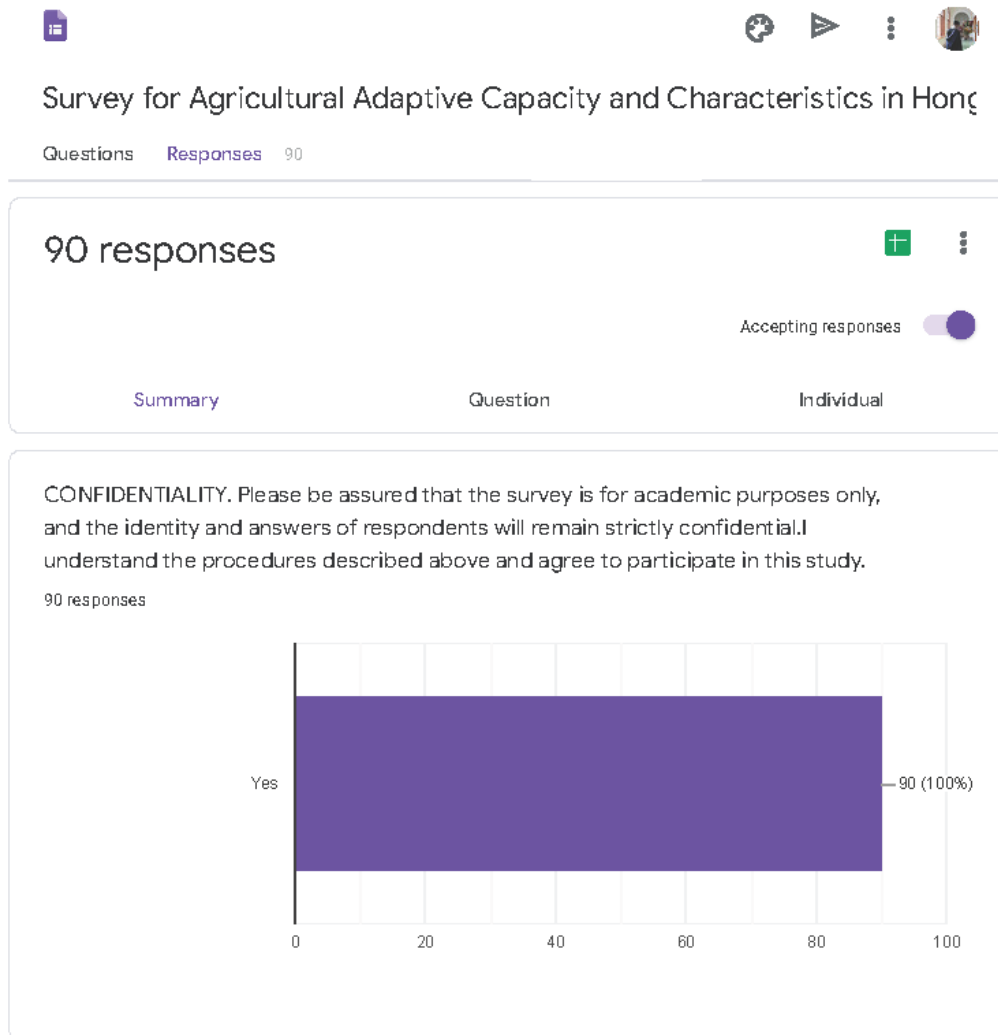 Survey for Agricultural Adaptive Capacity and Characteristics in Hong
Questions Responses 90
90 responses
Accepting responses
Summary Question Individual
CONFIDENTIALITY. Please be assured that the survey is for academic purposes only,
and the identity and answers of respondents will remain strictly confidential.I
understand the procedures described above and agree to participate in this study.
90 responses
Yes
90 (100%)
0 20 40 60 80 100